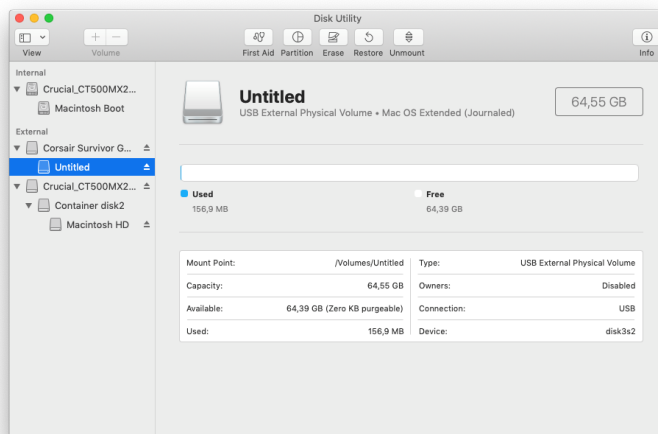 Disk Utility
View
Volume
First Aid Partition Erase Restore Unmount
Info
Internal
Crucial_CT500MX2...
Macintosh Boot
External
Corsair Survivor G...
Untitled
Crucial_CT500MX2...
Container disk2
Macintosh HD
Untitled
USB External Physical Volume • Mac OS Extended (Journaled)
64,55 GB
Used
156,9 MB
Free
64,39 GB
Mount Point: /Volumes/Untitled
Capacity: 64,55 GB
Available: 64,39 GB (Zero KB purgeable)
Used: 156,9 MB
Type: USB External Physical Volume
Owners: Disabled
Connection: USB
Device: disk3s2